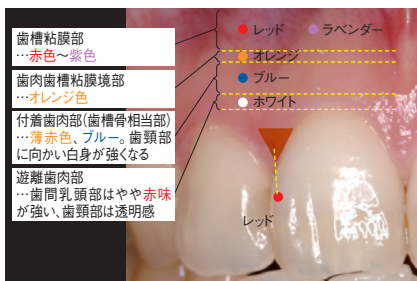 歯槽粘膜部
…赤色～紫色
歯肉歯槽粘膜境部
…オレンジ色
付着歯肉部(歯槽骨相当部)
…薄赤色、ブルー。歯頸部
に向かい白身が強くなる
遊離歯肉部
…歯間乳頭部はやや赤味
が強い、歯頸部は透明感
レッド
ラベンダー
オレンジ
ブルー
ホワイト
レッド